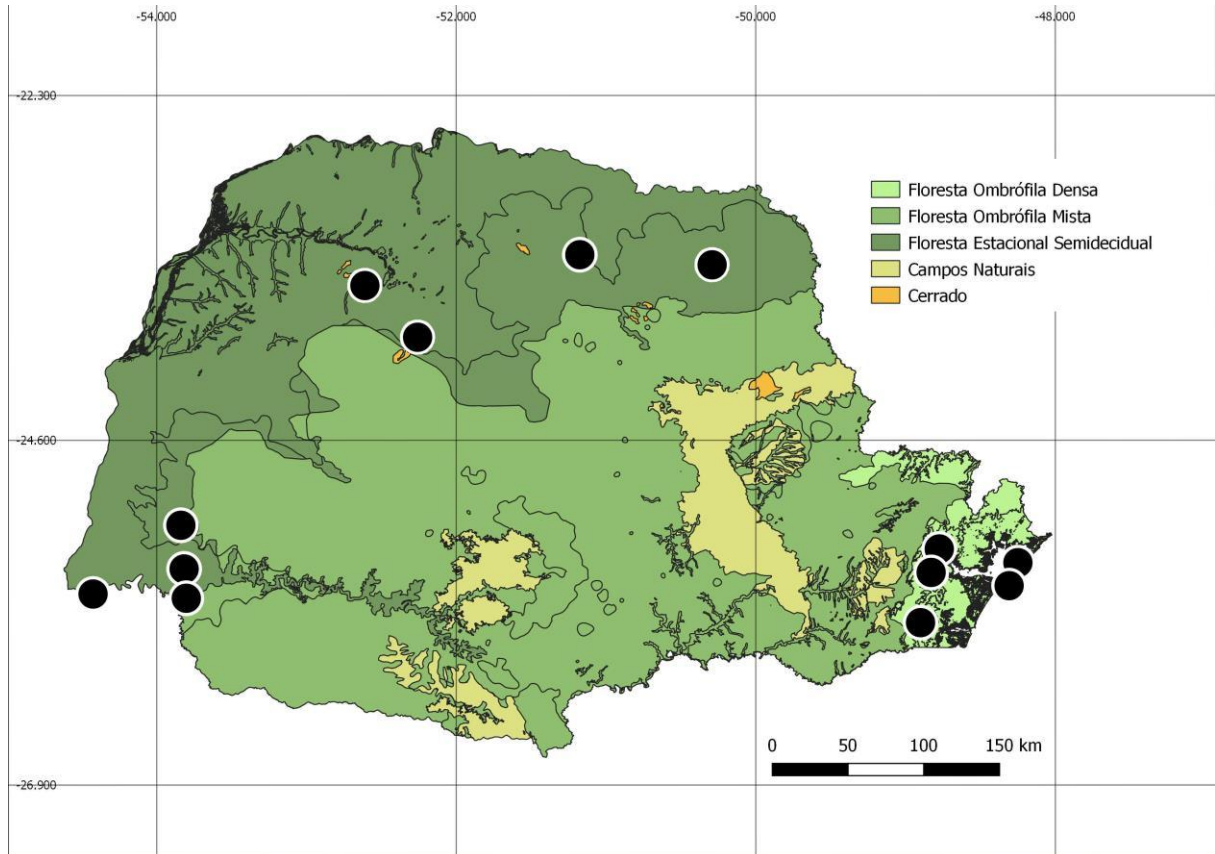 -54.000 -52.000 -50.000 -48.000
-22.300
Floresta Ombrófila Densa
Floresta Ombrófila Mista
Floresta Estacional Semidecidual
Campos Naturais
Cerrado
-24.600
0 50 100 150 km
-26.900